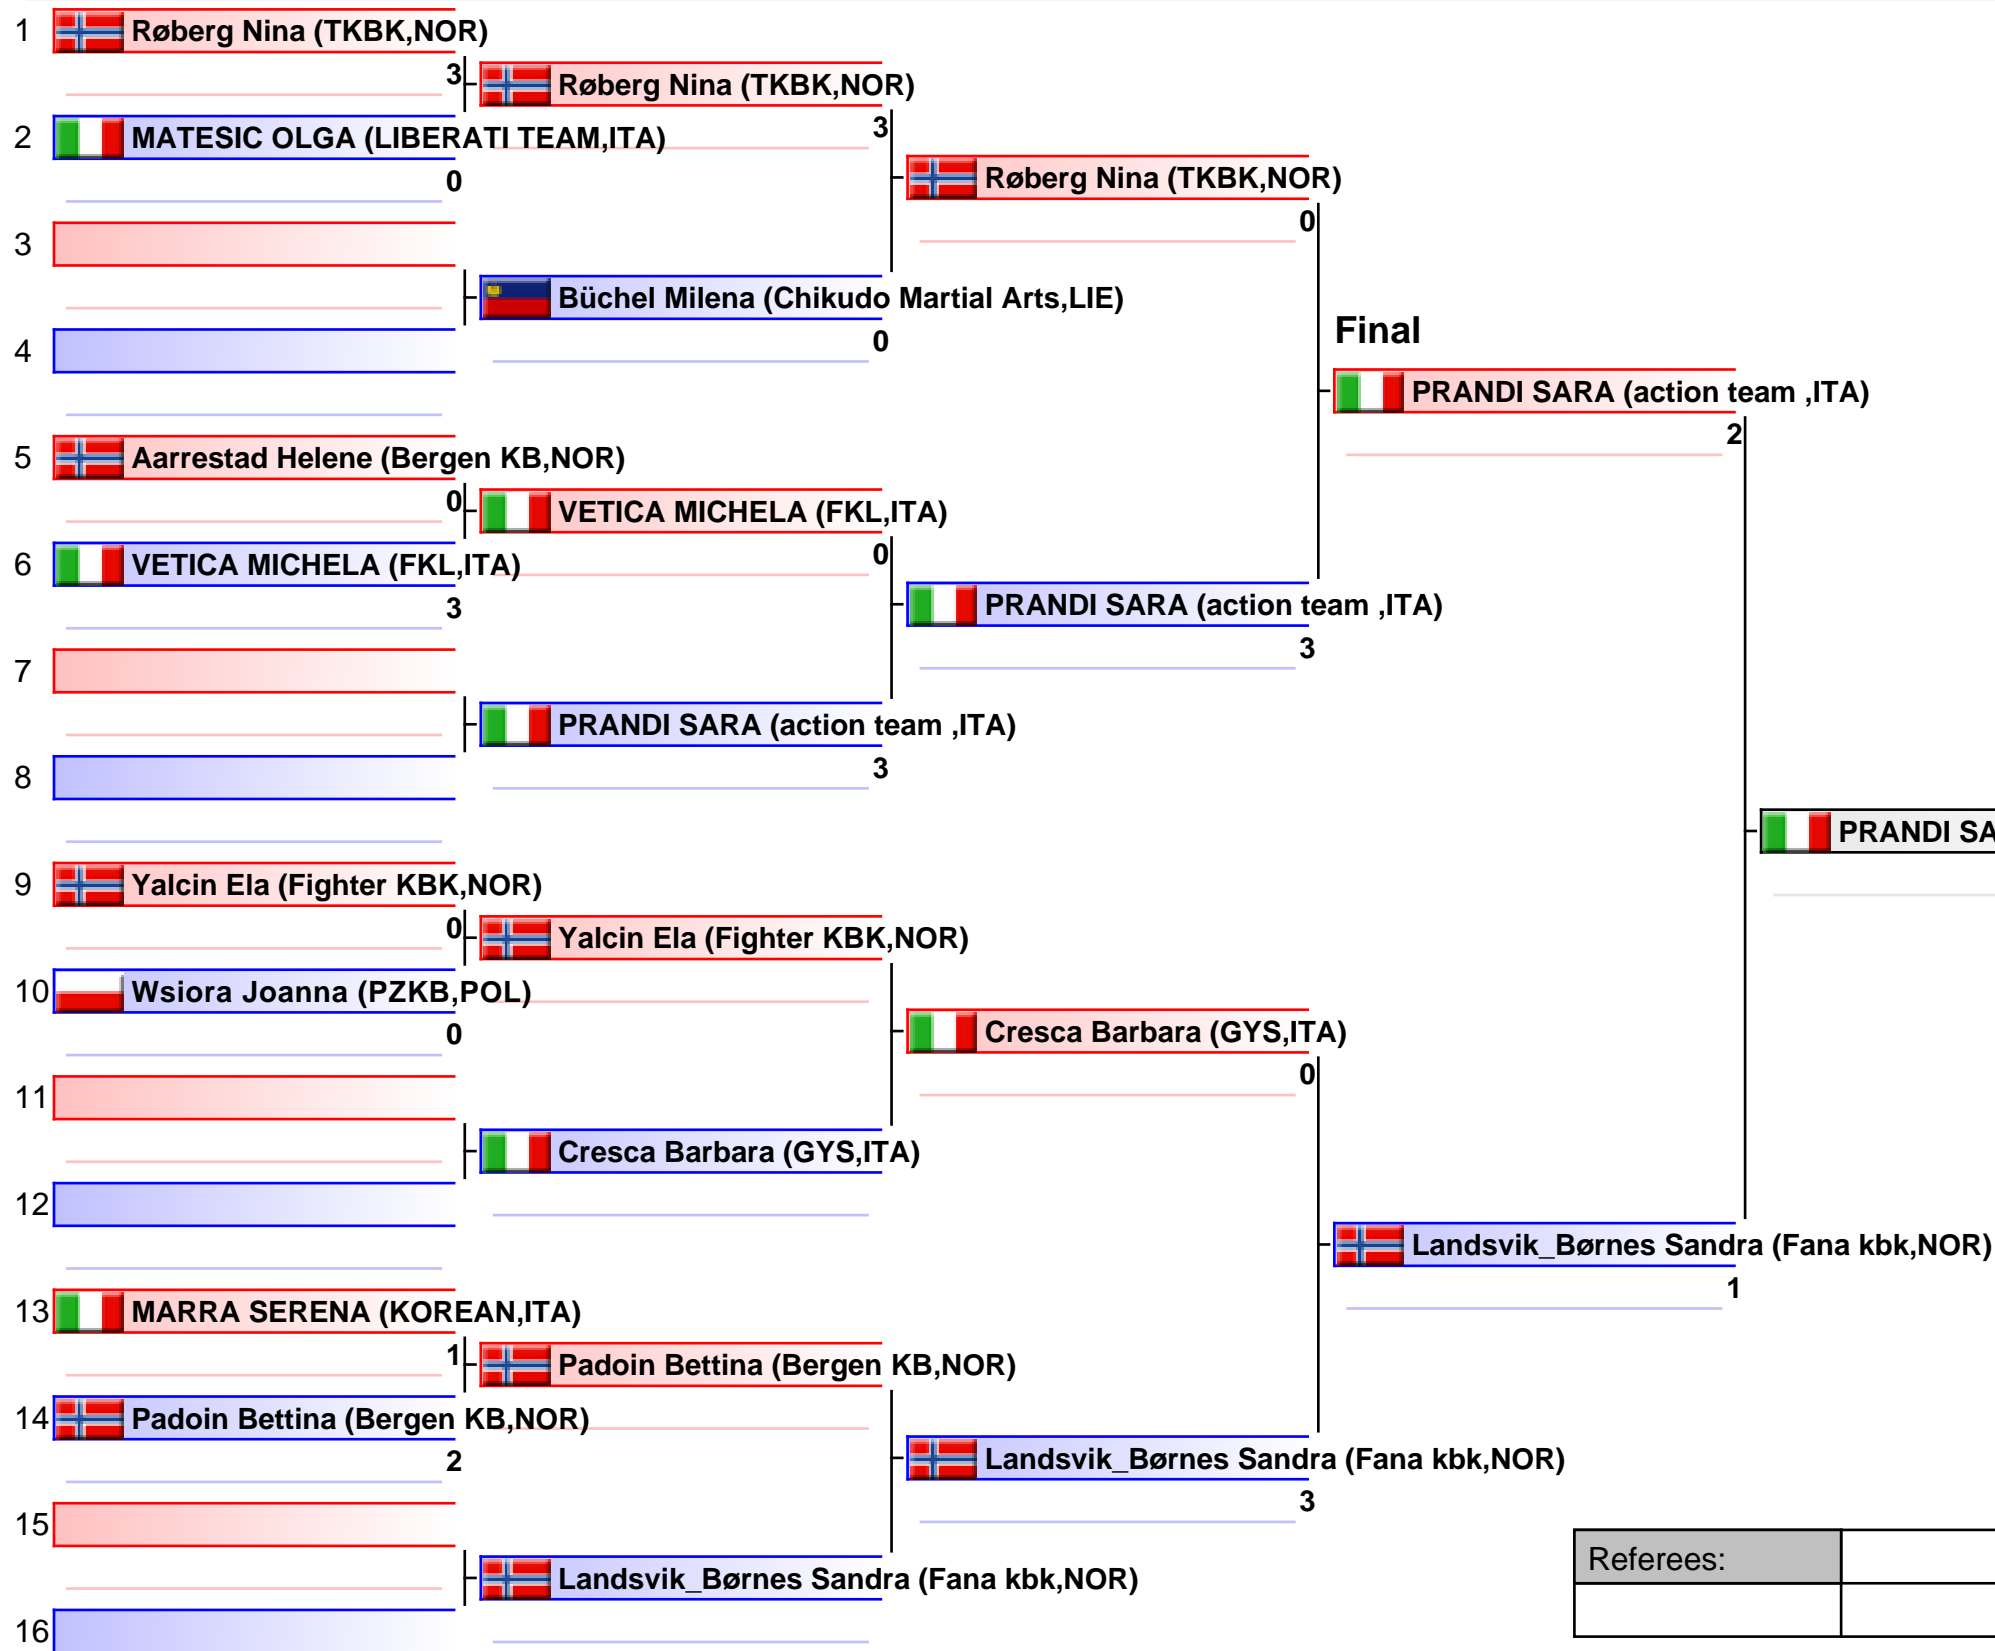 1 Røberg Nina (TKBK,NOR)
3 Røberg Nina (TKBK,NOR)
2 MATESIC OLGA (LIBERATI TEAM,ITA)
3
Røberg Nina (TKBK,NOR)
0
0
3
Büchel Milena (Chikudo Martial Arts,LIE)
0
4
Final
PRANDI SARA (action team ,ITA)
2
5 Aarrestad Helene (Bergen KB,NOR)
0 VETICA MICHELA (FKL,ITA)
6 VETICA MICHELA (FKL,ITA)
0
3
PRANDI SARA (action team ,ITA)
3
7
PRANDI SARA (action team ,ITA)
3
8
PRANDI SA
9 Yalcin Ela (Fighter KBK,NOR)
0 Yalcin Ela (Fighter KBK,NOR)
10 Wsiora Joanna (PZKB,POL)
0
Cresca Barbara (GYS,ITA)
0
11
Cresca Barbara (GYS,ITA)
12
Landsvik_Børnes Sandra (Fana kbk,NOR)
1
13 MARRA SERENA (KOREAN,ITA)
1 Padoin Bettina (Bergen KB,NOR)
14 Padoin Bettina (Bergen KB,NOR)
2
Landsvik_Børnes Sandra (Fana kbk,NOR)
3
15
Landsvik_Børnes Sandra (Fana kbk,NOR)
16
Referees: